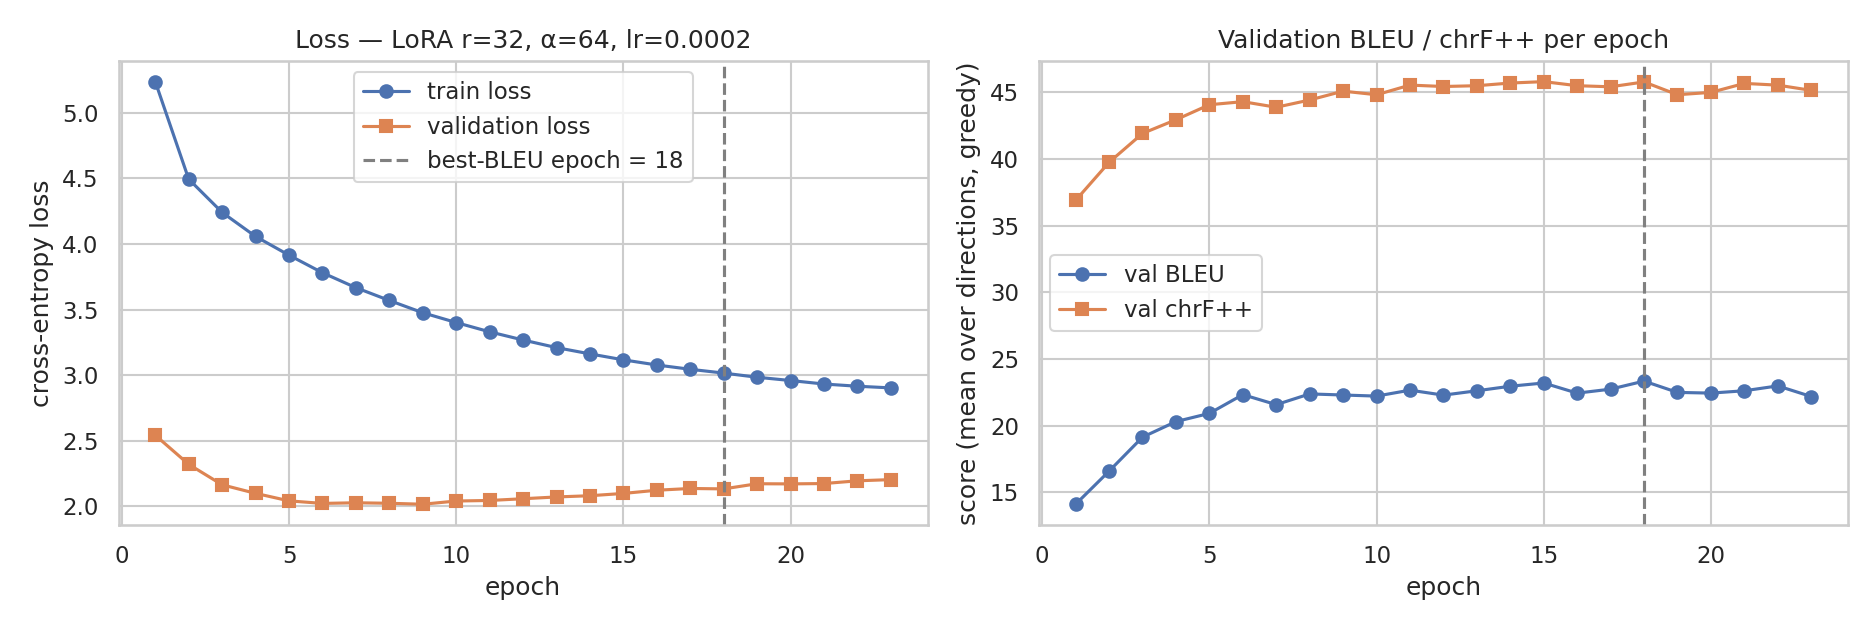 Loss — LoRA r=32, α=64, lr=0.0002
train loss
validation loss
best-BLEU epoch = 18
cross-entropy loss
5.0
4.5
4.0
3.5
3.0
2.5
2.0
0 5 10 15 20
epoch
Validation BLEU / chrF++ per epoch
val BLEU
val chrF++
score (mean over directions, greedy)
45
40
35
30
25
20
15
0 5 10 15 20
epoch